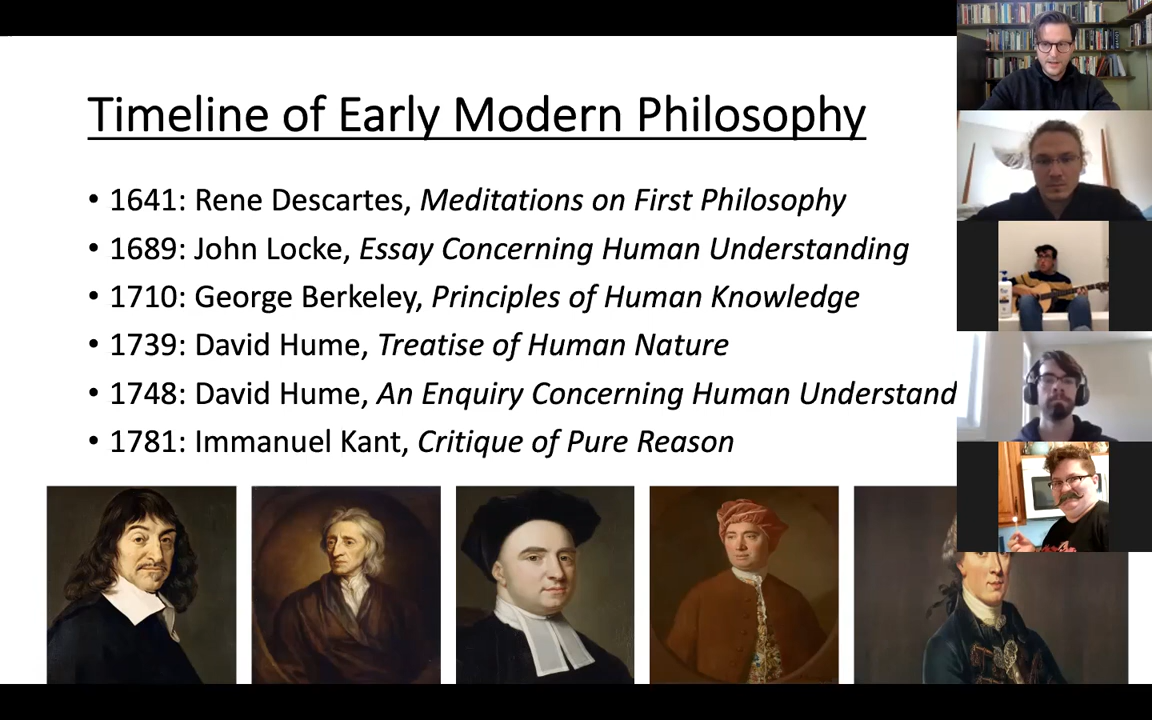 Timeline of Early Modern Philosophy
• 1641: Rene Descartes, Meditations on First Philosophy
• 1689: John Locke, Essay Concerning Human Understanding
• 1710: George Berkeley, Principles of Human Knowledge
• 1739: David Hume, Treatise of Human Nature
• 1748: David Hume, An Enquiry Concerning Human Understand
• 1781: Immanuel Kant, Critique of Pure Reason